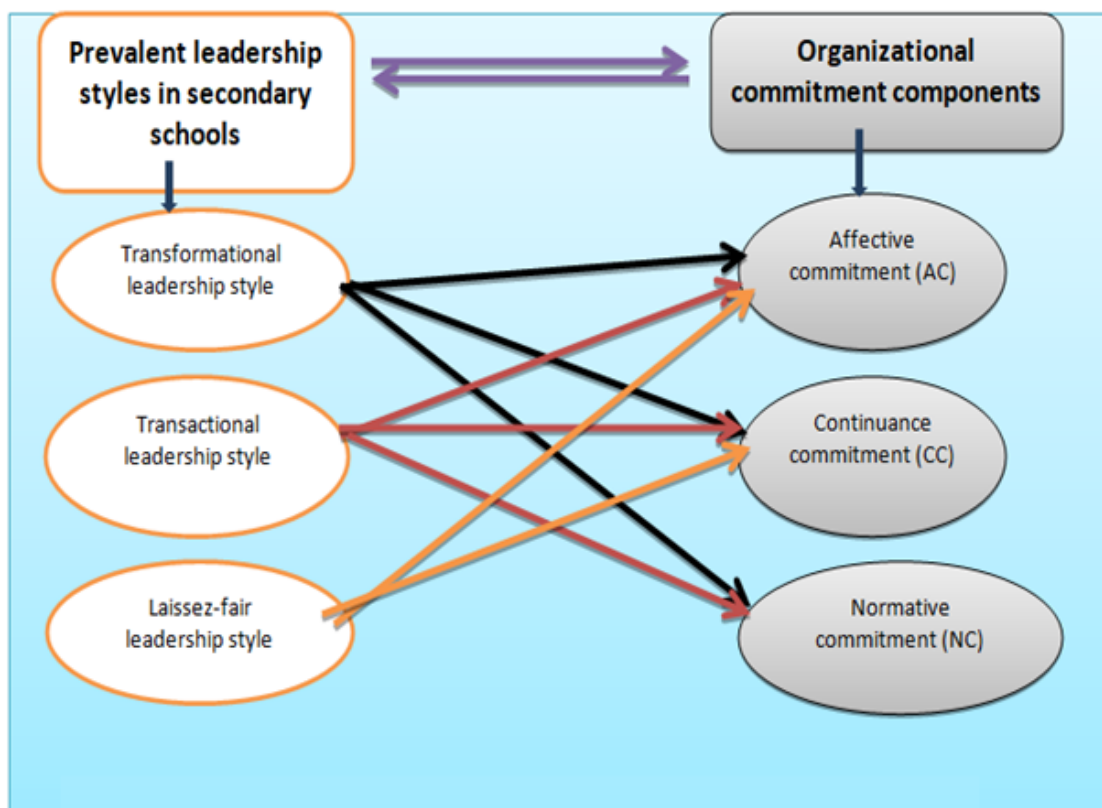 Prevalent leadership
styles in secondary
schools
Organizational
commitment components
Transformational
leadership style
Affective
commitment (AC)
Transactional
leadership style
Continuance
commitment (CC)
Laissez-fair
leadership style
Normative
commitment (NC)